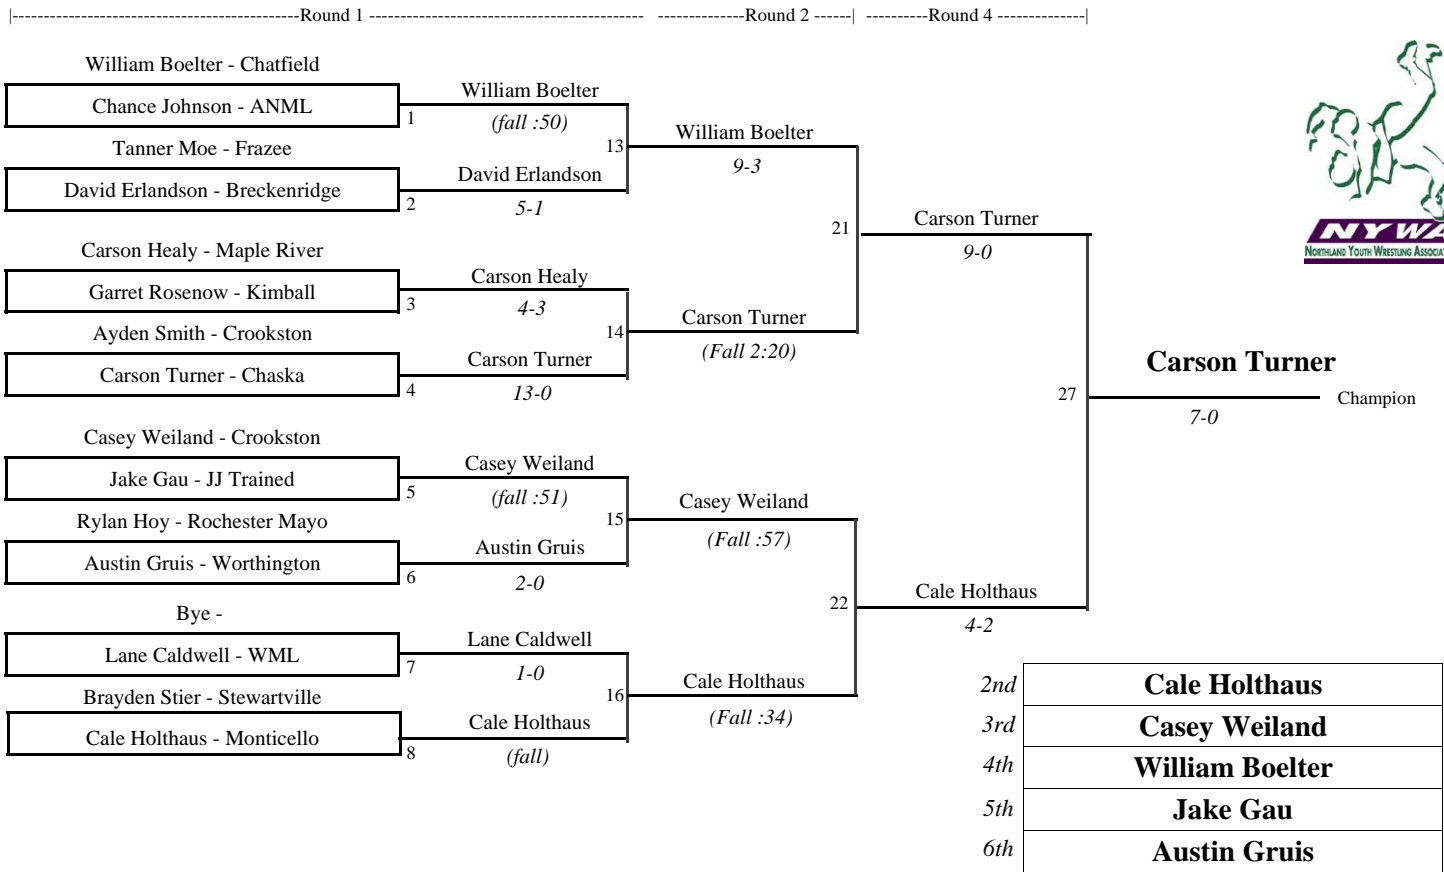 |------------------------------------------Round 1 ---------------------------------------- --------------Round 2 ------| ----------Round 4 --------------|
William Boelter - Chatfield
Chance Johnson - ANML
1
Tanner Moe - Frazee
David Erlandson - Breckenridge
2
Carson Healy - Maple River
Garret Rosenow - Kimball
3
Ayden Smith - Crookston
Carson Turner - Chaska
4
Casey Weiland - Crookston
Jake Gau - JJ Trained
5
Rylan Hoy - Rochester Mayo
Austin Gruis - Worthington
6
Bye -
Lane Caldwell - WML
7
Brayden Stier - Stewartville
Cale Holthaus - Monticello
8
William Boelter
(fall :50)
13
David Erlandson
5-1
Carson Healy
4-3
14
Carson Turner
13-0
Casey Weiland
(fall :51)
15
Austin Gruis
2-0
Lane Caldwell
1-0
16
Cale Holthaus
(fall)
William Boelter
9-3
21
Carson Turner
(Fall 2:20)
Casey Weiland
(Fall :57)
22
Cale Holthaus
(Fall :34)
Carson Turner
9-0
27
Cale Holthaus
4-2
NYWA
NORTHLAND YOUTH WRESTLING ASSOCIAT
Carson Turner
Champion
7-0
2nd Cale Holthaus
3rd Casey Weiland
4th William Boelter
5th Jake Gau
6th Austin Gruis